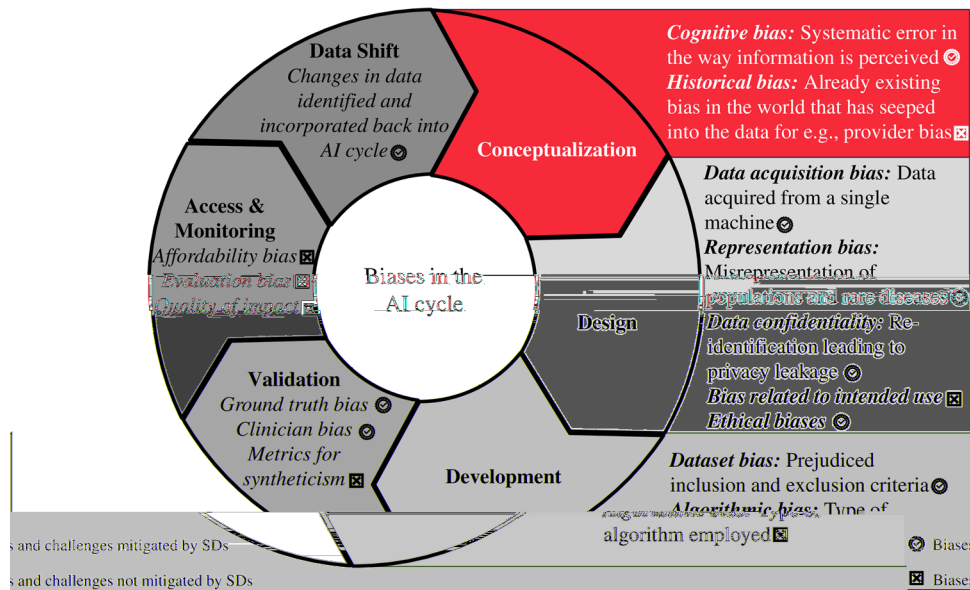 Data Shift
Changes in data
identified and
incorporated back into
AI cycle
Conceptualization
Cognitive bias: Systematic error in
the way information is perceived
Historical bias: Already existing
bias in the world that has seeped
into the data for e.g., provider bias
Access &
Monitoring
Affordability bias
Evaluation bias
Quality of impact
Biases in the
AI cycle
Design
Data acquisition bias: Data
acquired from a single
machine
Representation bias:
Misrepresentation of
populations and rare diseases
Data confidentiality: Re-
identification leading to
privacy leakage
Bias related to intended use
Ethical biases
Validation
Ground truth bias
Clinician bias
Metrics for
syntheticism
Development
Dataset bias: Prejudiced
inclusion and exclusion criteria
Algorithmic bias: Type of
algorithm employed
s and challenges mitigated by SDs
s and challenges not mitigated by SDs
Biases
Biases